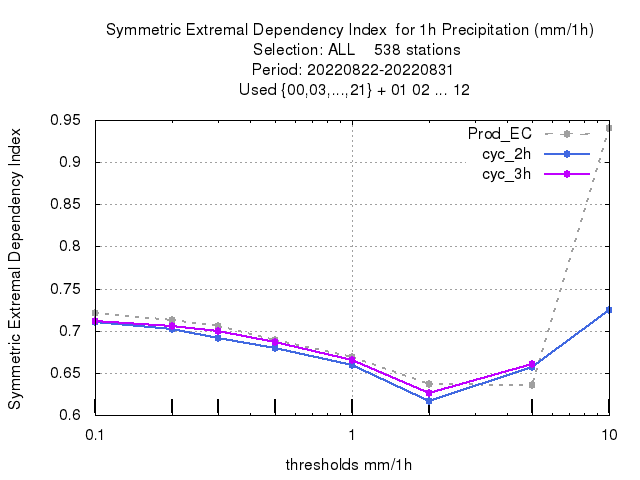 Symmetric Extremal Dependency Index  for 1h Precipitation (mm/1h)
Selection: ALL    538 stations
Period: 20220822-20220831
Used {00,03,...,21} + 01 02 ... 12
Symmetric Extremal Dependency Index
0.95
0.9
0.85
0.8
0.75
0.7
0.65
0.6
Prod_EC
cyc_2h
cyc_3h
0.1
1
10
thresholds mm/1h